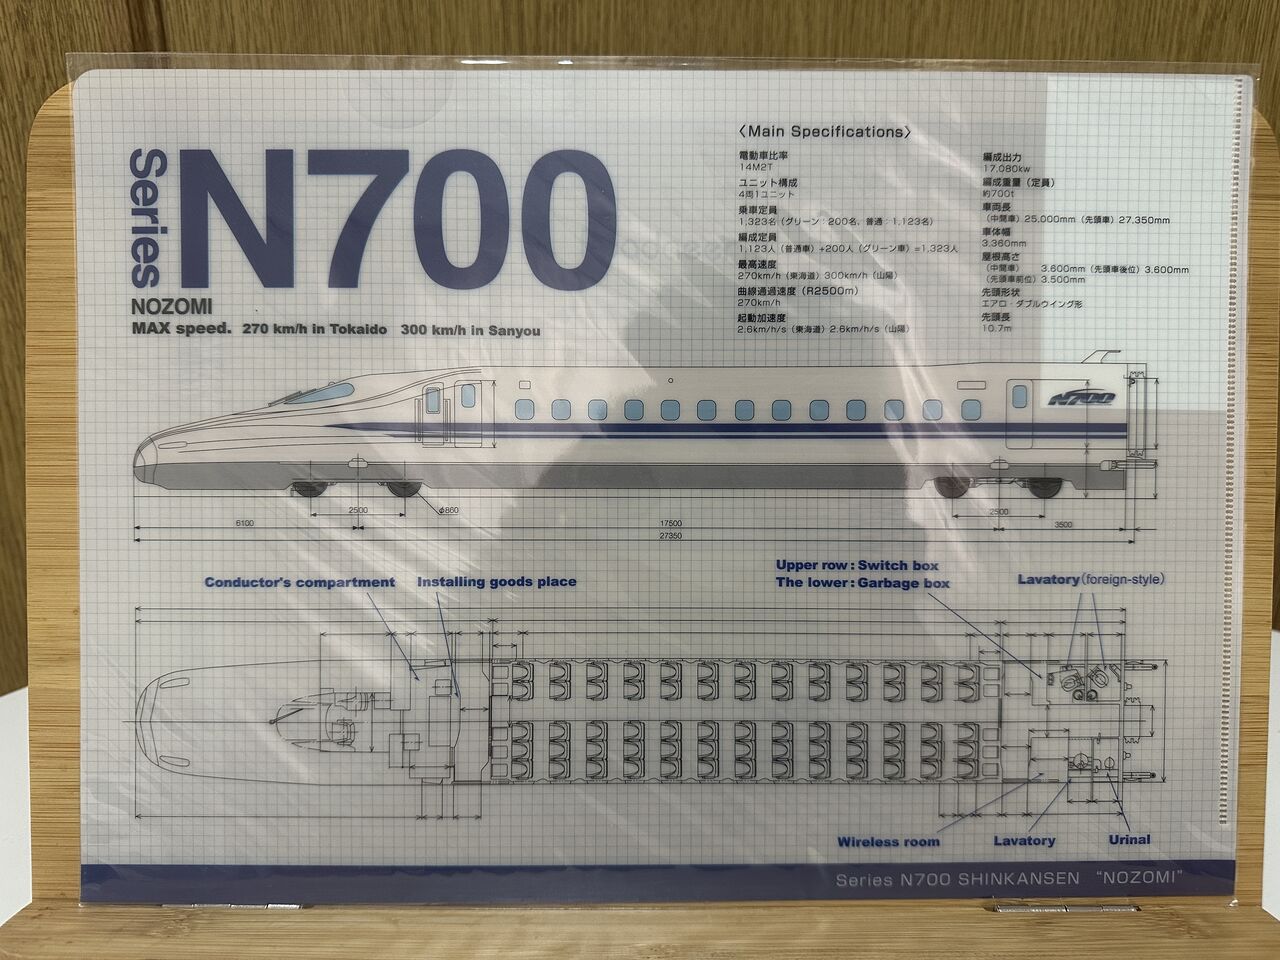 Series
N700
NOZOMI
MAX speed. 270 km/h in Tokaido 300 km/h in Sanyou
〈Main Specifications〉
電動車比率
14M2T
ユニット構成
4両1ユニット
乗車定員
1,323名（グリーン：200名、普通：1,123名）
編成定員
1,123人（普通車）+200人（グリーン車）=1,323人
最高速度
270km/h（東海道）300km/h（山陽）
曲線通過速度（R2500m）
270km/h
起動加速度
2.6km/h/s（東海道）2.6km/h/s（山陽）
編成出力
17,080kw
編成重量（定員）
約700t
車両長
（中間車）25,000mm（先頭車）27,350mm
車体幅
3,360mm
屋根高さ
（中間車） 3,600mm（先頭車後位）3,600mm
（先頭車前位）3,500mm
先頭形状
エアロ・ダブルウイング形
先頭長
10.7m
N700
6100
2500
φ860
17500
27350
2500
3500
Conductor's compartment
Installing goods place
Upper row : Switch box
The lower : Garbage box
Lavatory(foreign-style)
Wireless room
Lavatory
Urinal
Series N700 SHINKANSEN “NOZOMI”